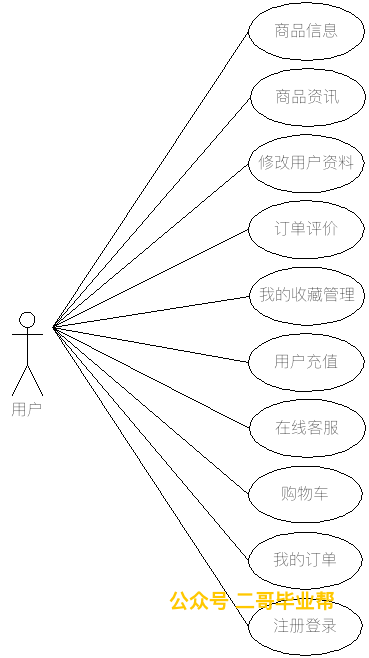 商品信息
商品资讯
修改用户资料
订单评价
我的收藏管理
用户充值
用户
在线客服
购物车
我的订单
公众号 二哥毕业帮
注册登录